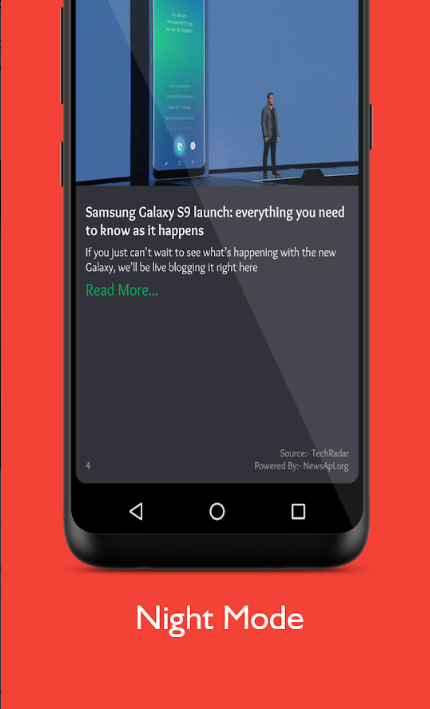 Samsung Galaxy S9 launch: everything you need
to know as it happens
If you just can't wait to see what's happening with the new
Galaxy, we'll be live blogging it right here
Read More...
Source:- TechRadar
4
Powered By:- NewsApi.org
Night Mode